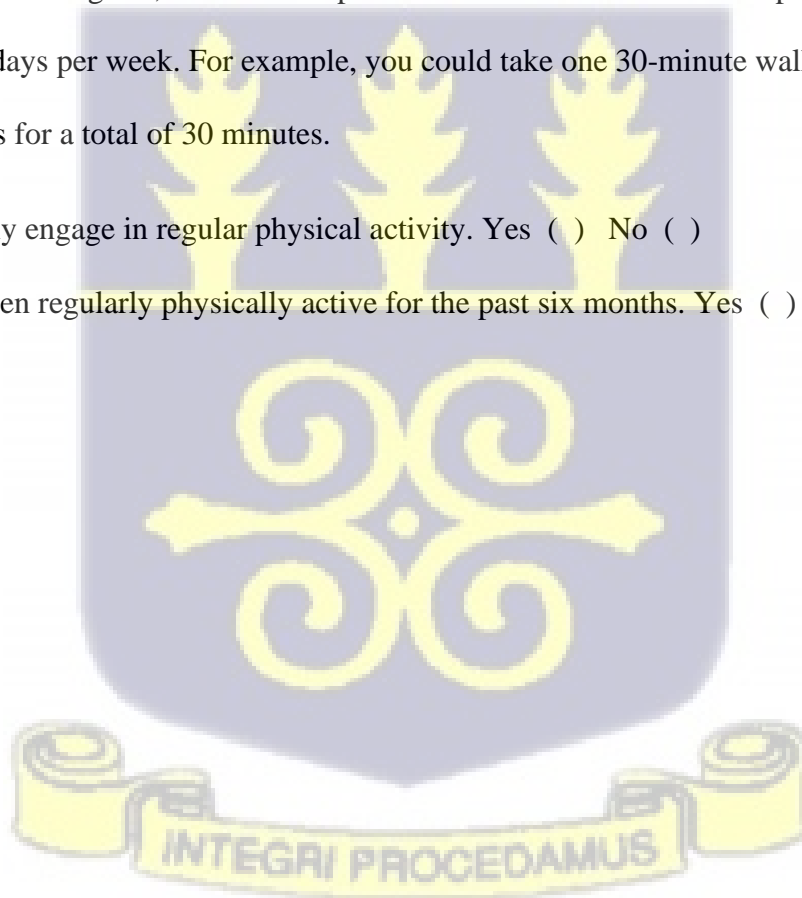 days per week. For example, you could take one 30-minute wal
s for a total of 30 minutes.
y engage in regular physical activity. Yes ( ) No ( )
en regularly physically active for the past six months. Yes ( )
INTEGRI PROCEDAMUS